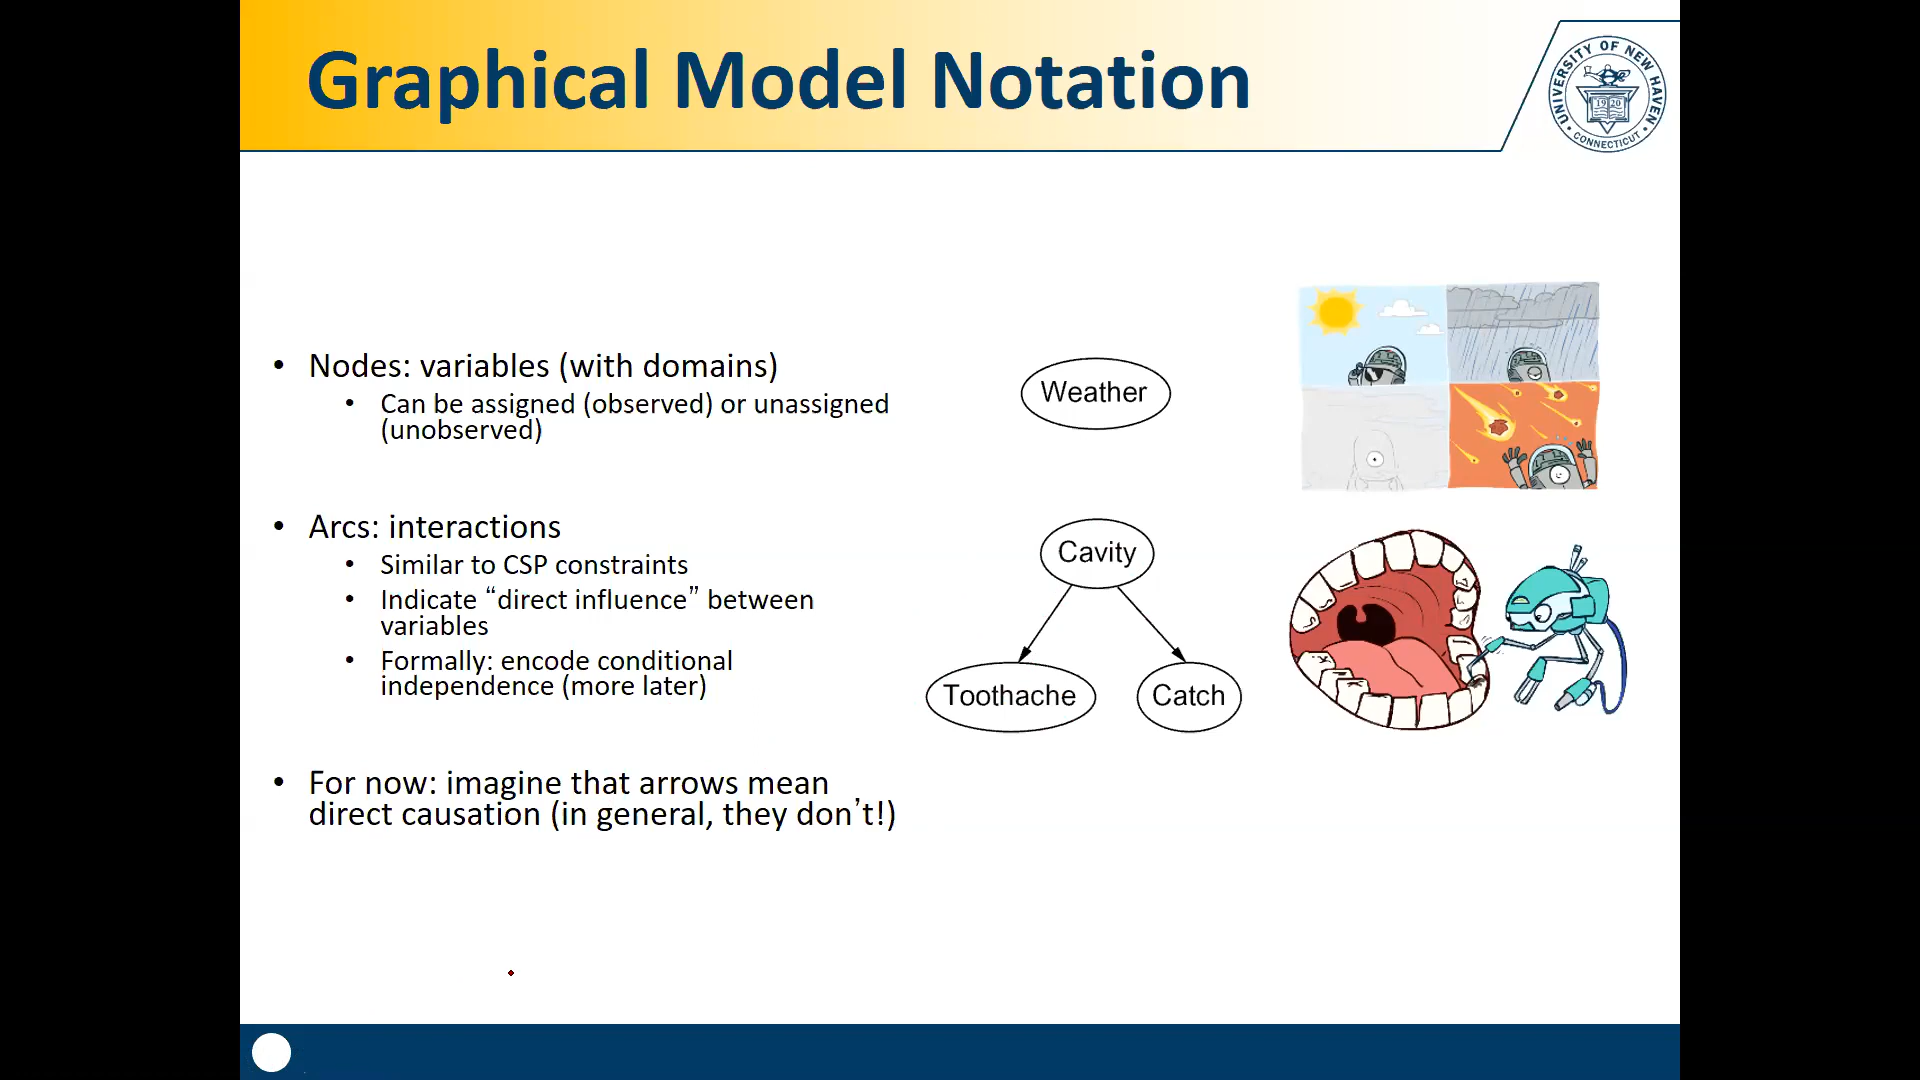 Graphical Model Notation
UNIVERSITY OF NEW HAVEN
19 20
CONNECTICUT
• Nodes: variables (with domains)
• Can be assigned (observed) or unassigned
(unobserved)
Weather
• Arcs: interactions
• Similar to CSP constraints
• Indicate “direct influence” between
variables
• Formally: encode conditional
independence (more later)
Cavity
Toothache
Catch
• For now: imagine that arrows mean
direct causation (in general, they don’t!)